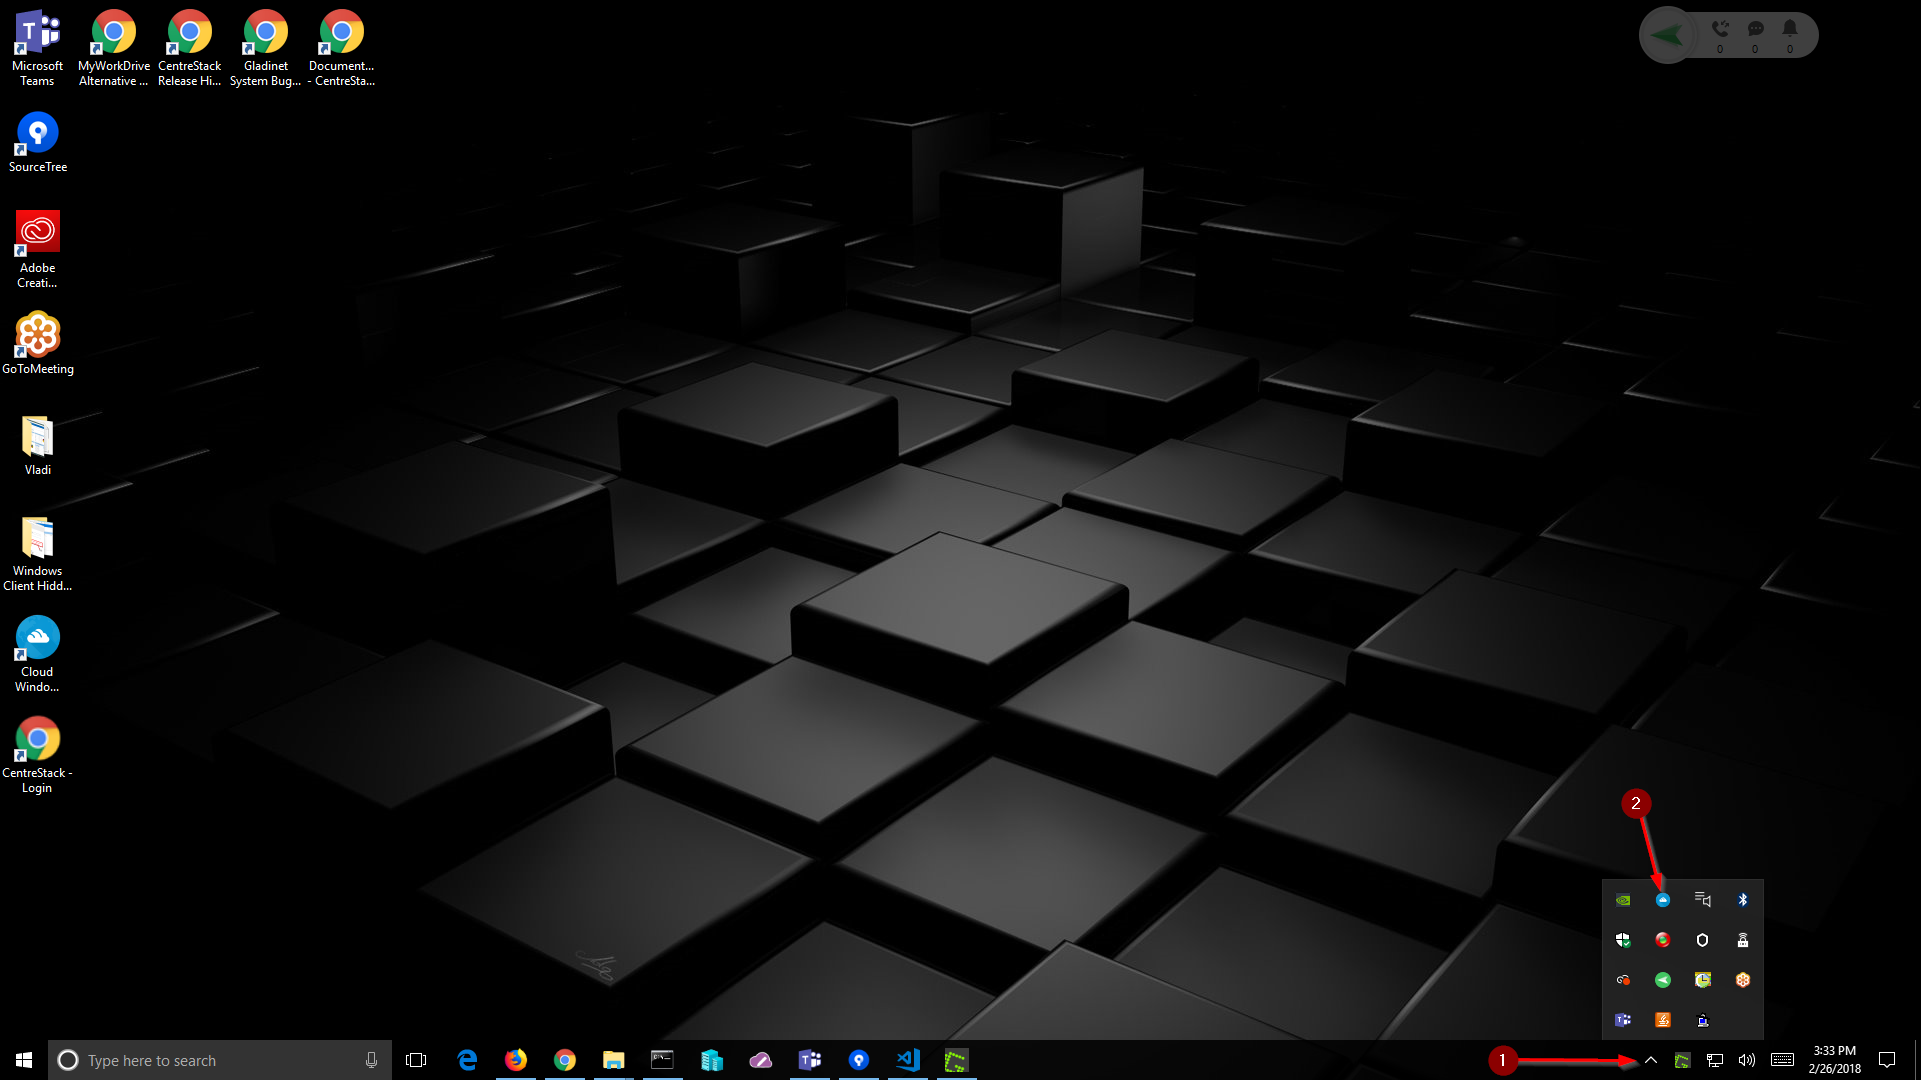 Microsoft
Teams
MyWorkDrive
Alternative ...
CentreStack
Release Hi...
Gladinet
System Bug...
Document...
- CentreSta...
0
0
0
SourceTree
Adobe
Creati...
GoToMeeting
Vladi
Windows
Client Hidd...
Cloud
Windo...
CentreStack -
Login
2
Type here to search
1
3:33 PM
2/26/2018